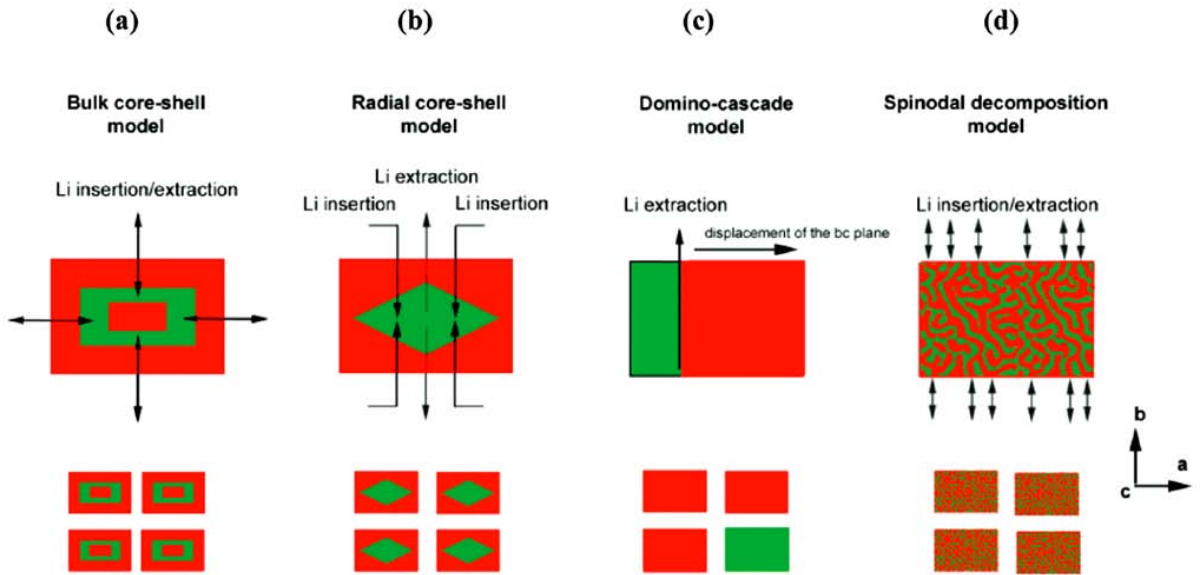 (a)
(b)
(c)
(d)
Bulk core-shell
model
Radial core-shell
model
Domino-cascade
model
Spinodal decomposition
model
Li insertion/extraction
Li extraction
Li insertion
Li insertion
Li extraction
displacement of the bc plane
Li insertion/extraction
b
a
c